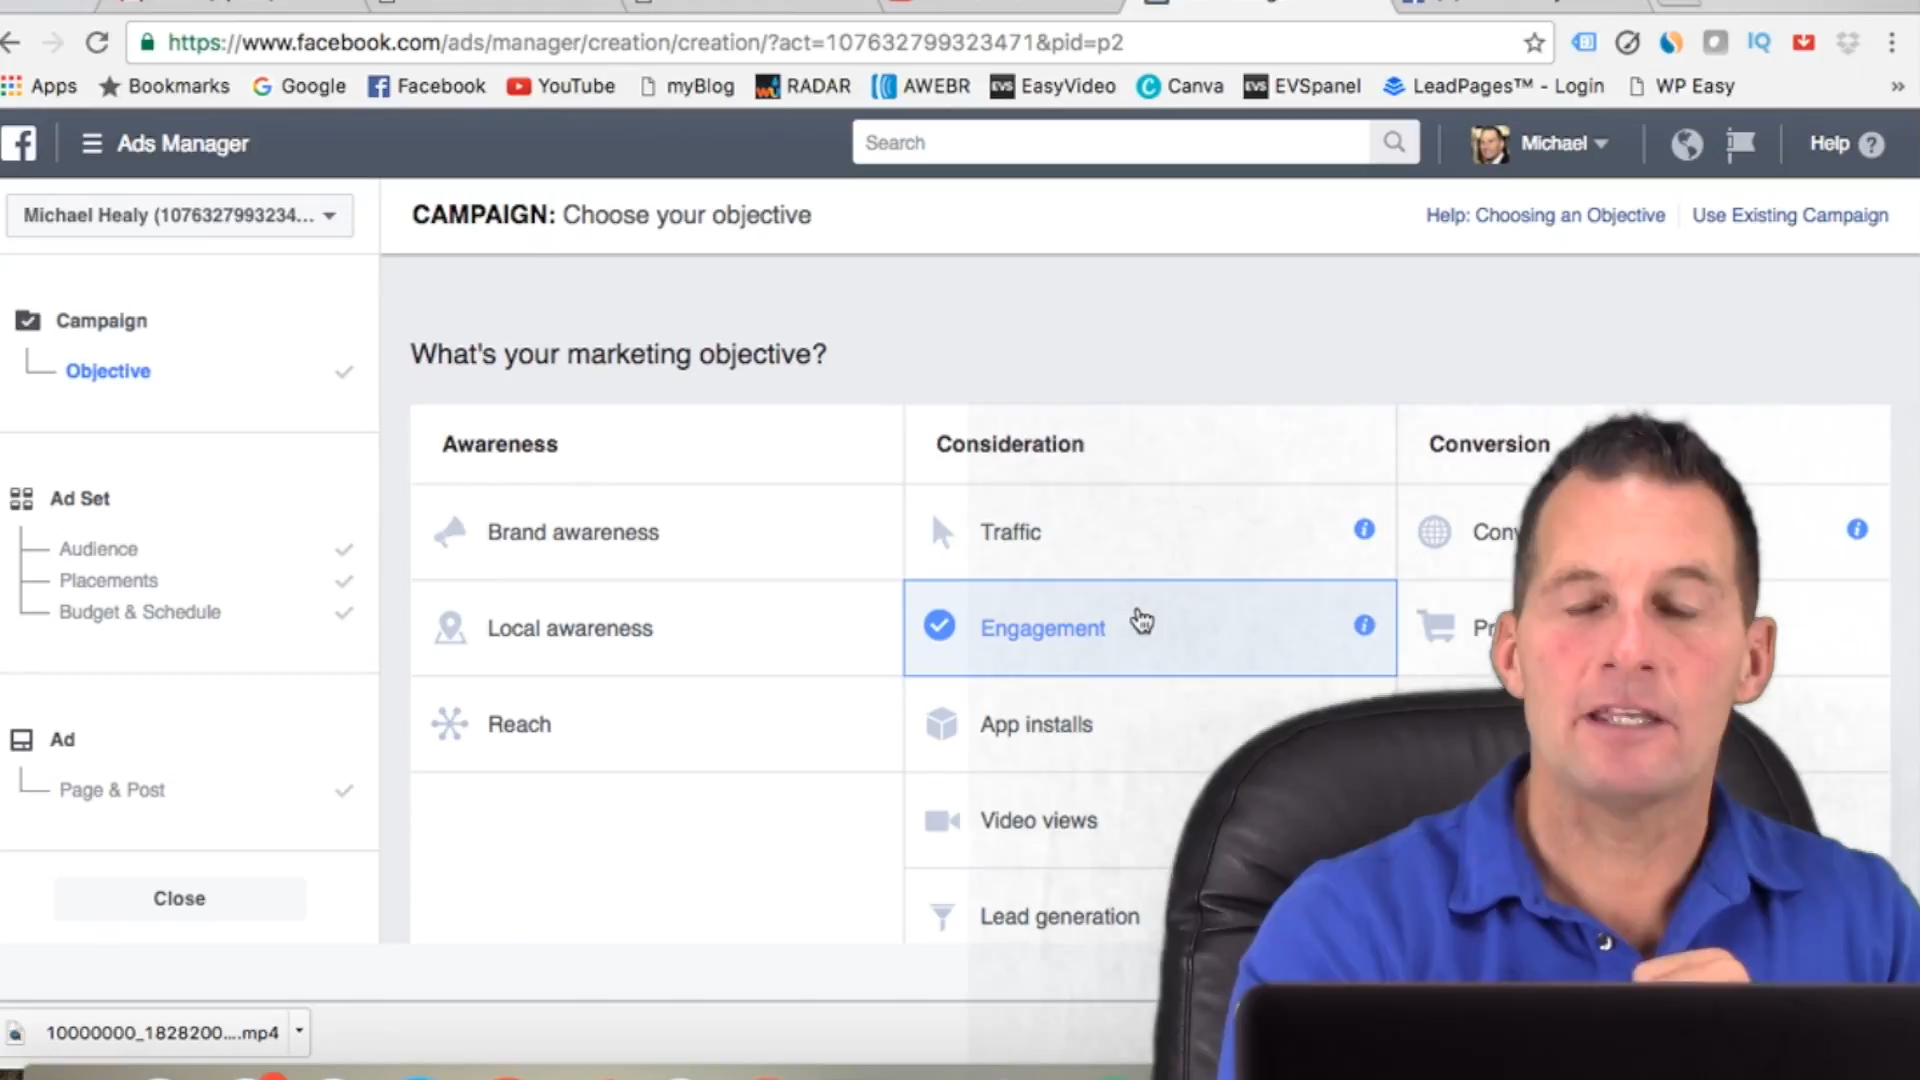 https://www.facebook.com/ads/manager/creation/creation/?act=107632799323471&pid=p2
IQ
Apps Bookmarks Google Facebook YouTube myBlog RADAR AWEBR EVS EasyVideo Canva EVS EVSpanel LeadPages™ - Login WP Easy »
Ads Manager Search Michael Help ?
Michael Healy (1076327993234... CAMPAIGN: Choose your objective Help: Choosing an Objective Use Existing Campaign
Campaign
Objective
What's your marketing objective?
Ad Set
Audience
Placements
Budget & Schedule
Ad
Page & Post
Close
Awareness
Brand awareness
Local awareness
Reach
Consideration
Traffic
Engagement
App installs
Video views
Lead generation
Conversion
10000000_1828200....mp4